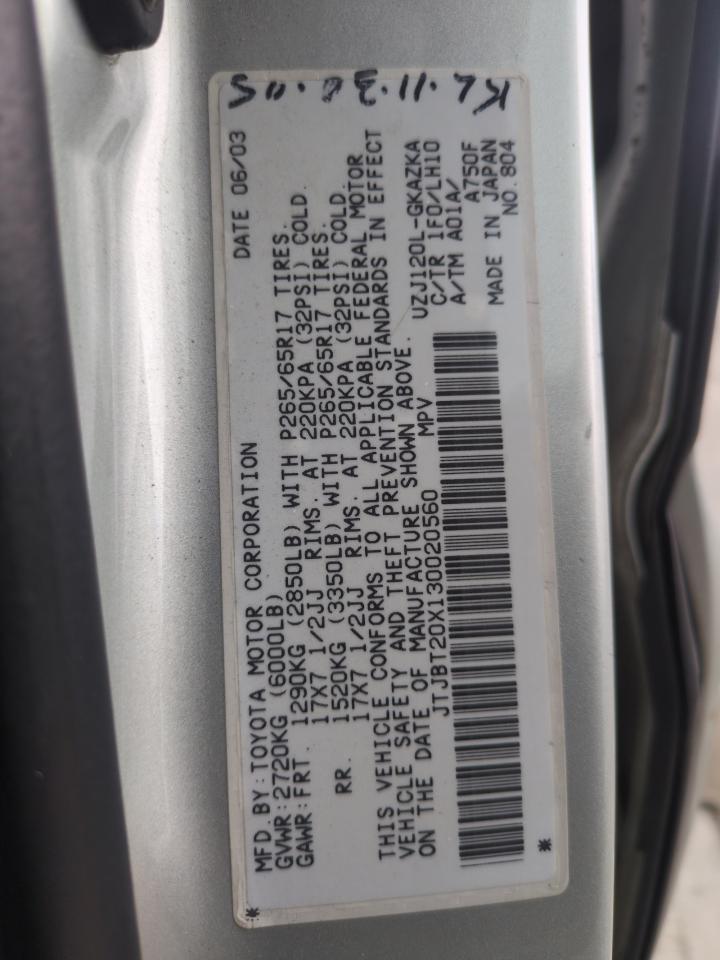 MFD. BY: TOYOTA MOTOR CORPORATION DATE 06/03
GVWR: 2720KG (6000LB)
GAWR: FRT. 1290KG (2850LB) WITH P265/65R17 TIRES.
17X7 1/2JJ RIMS. AT 220KPA (32PSI) COLD.
RR. 1520KG (3350LB) WITH P265/65R17 TIRES.
17X7 1/2JJ RIMS. AT 220KPA (32PSI) COLD.
THIS VEHICLE CONFORMS TO ALL APPLICABLE FEDERAL MOTOR
VEHICLE SAFETY AND THEFT PREVENTION STANDARDS IN EFFECT
ON THE DATE OF MANUFACTURE SHOWN ABOVE.
JTJBT20X130020560 MPV
UZJ120L-GKAZKA
C/TR 1F0/LH10
A/TM A01A/ A750F
MADE IN JAPAN
NO. 804